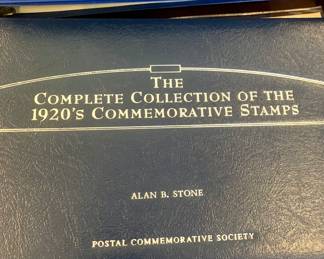 THE
COMPLETE COLLECTION OF THE
1920'S COMMEMORATIVE STAMPS
ALAN B. STONE
POSTAL COMMEMORATIVE SOCIETY